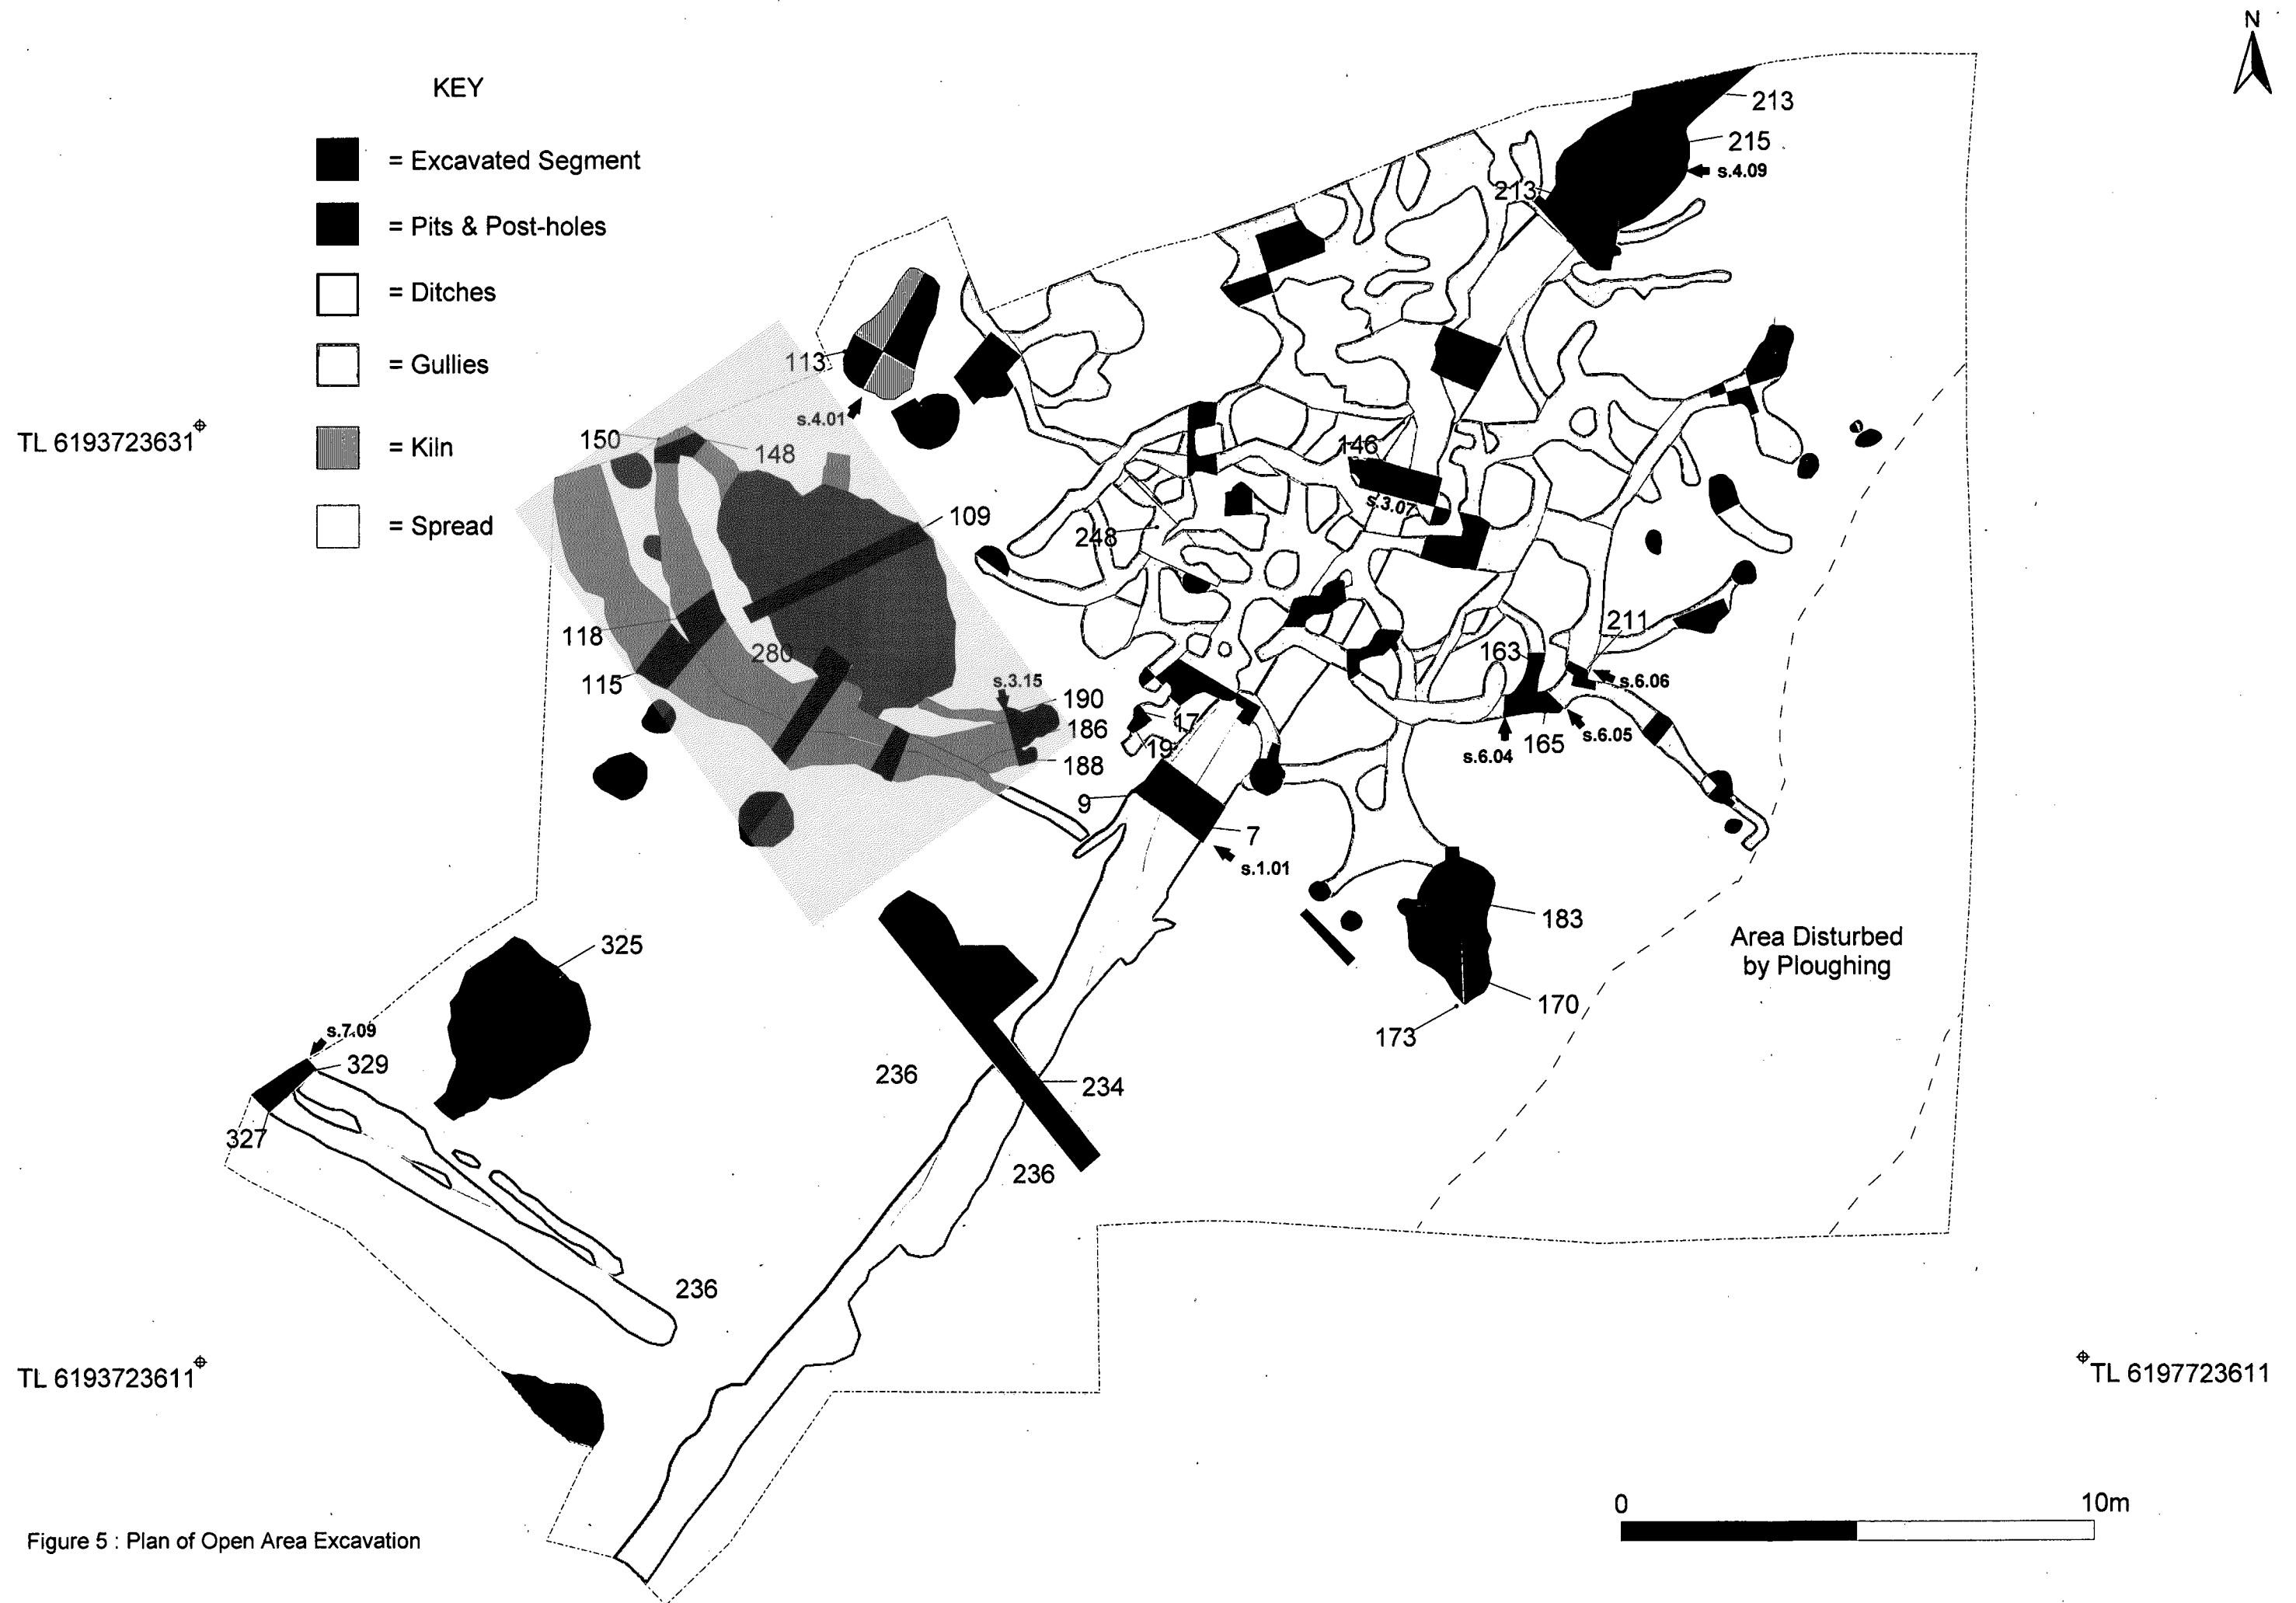 N
KEY
= Excavated Segment
= Pits & Post-holes
= Ditches
= Gullies
= Kiln
= Spread
213
215
s.4.09
213
113
s.4.01
TL 6193723631
150
148
146
s.3.07
109
248
118
280
115
211
163
s.6.06
s.3.15
190
17
186
19
s.6.05
165
s.6.04
188
9
7
s.1.01
183
Area Disturbed
by Ploughing
325
170
173
s.7.09
329
236
234
327
236
236
TL 6193723611
TL 6197723611
0
10m
Figure 5 : Plan of Open Area Excavation